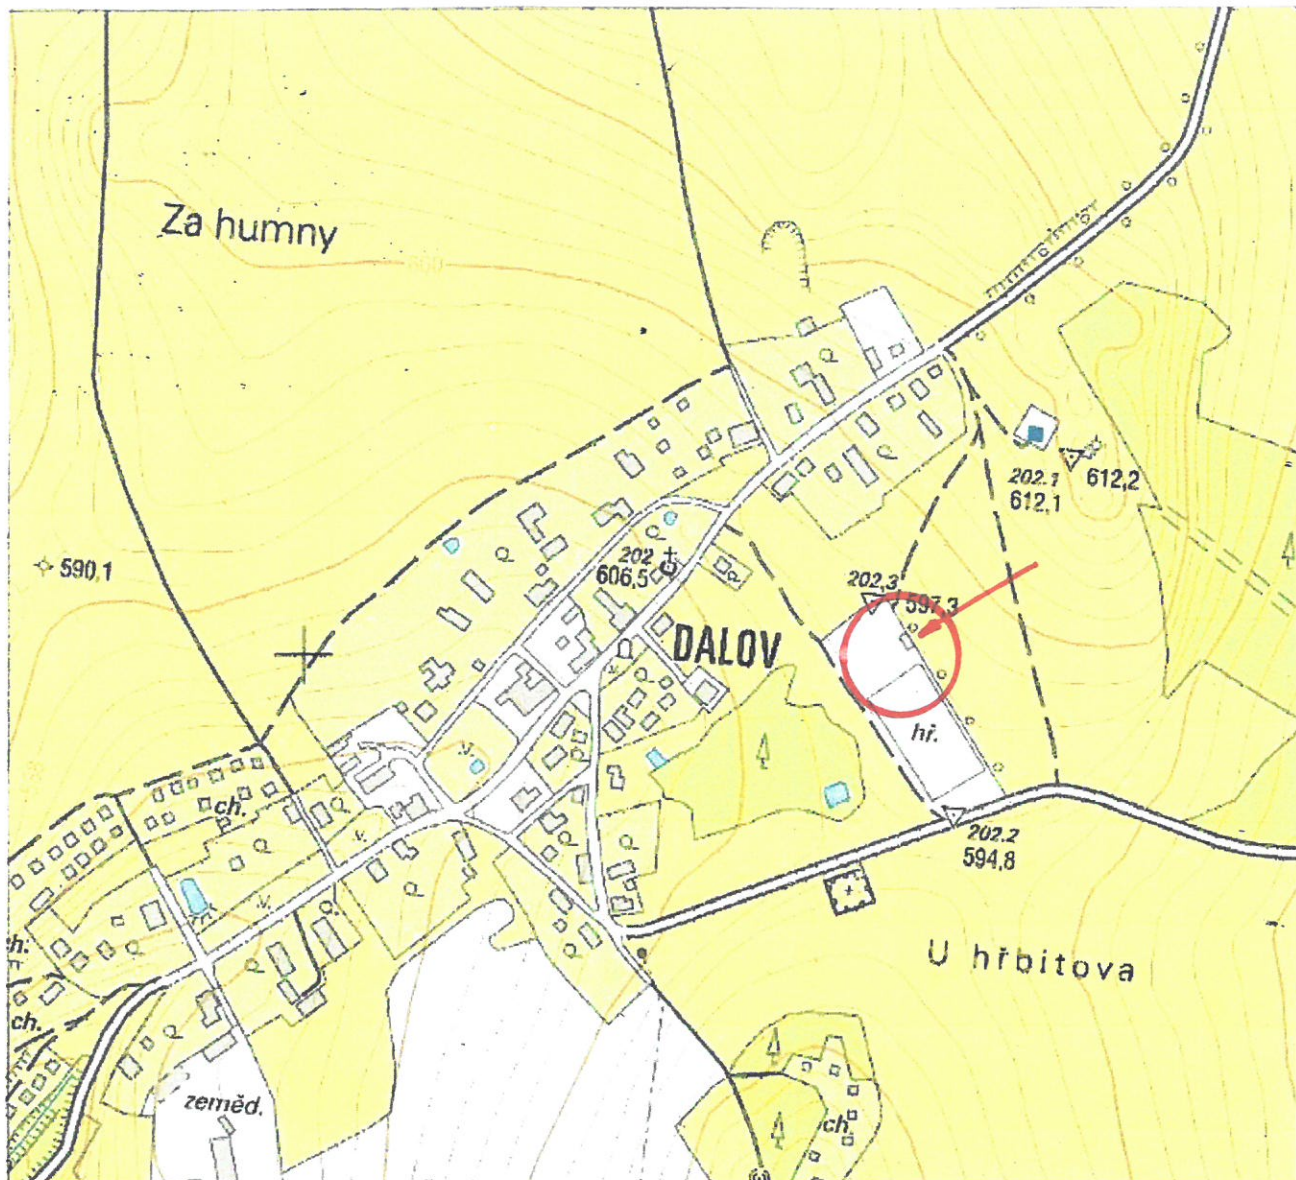 Za humny
600
202.1
612,1
612,2
590,1
202
606,5
202,3
597,3
DALOV
hř.
ch.
202.2
594,8
U hřbitova
ch.
ch.
zeměd.
ch.